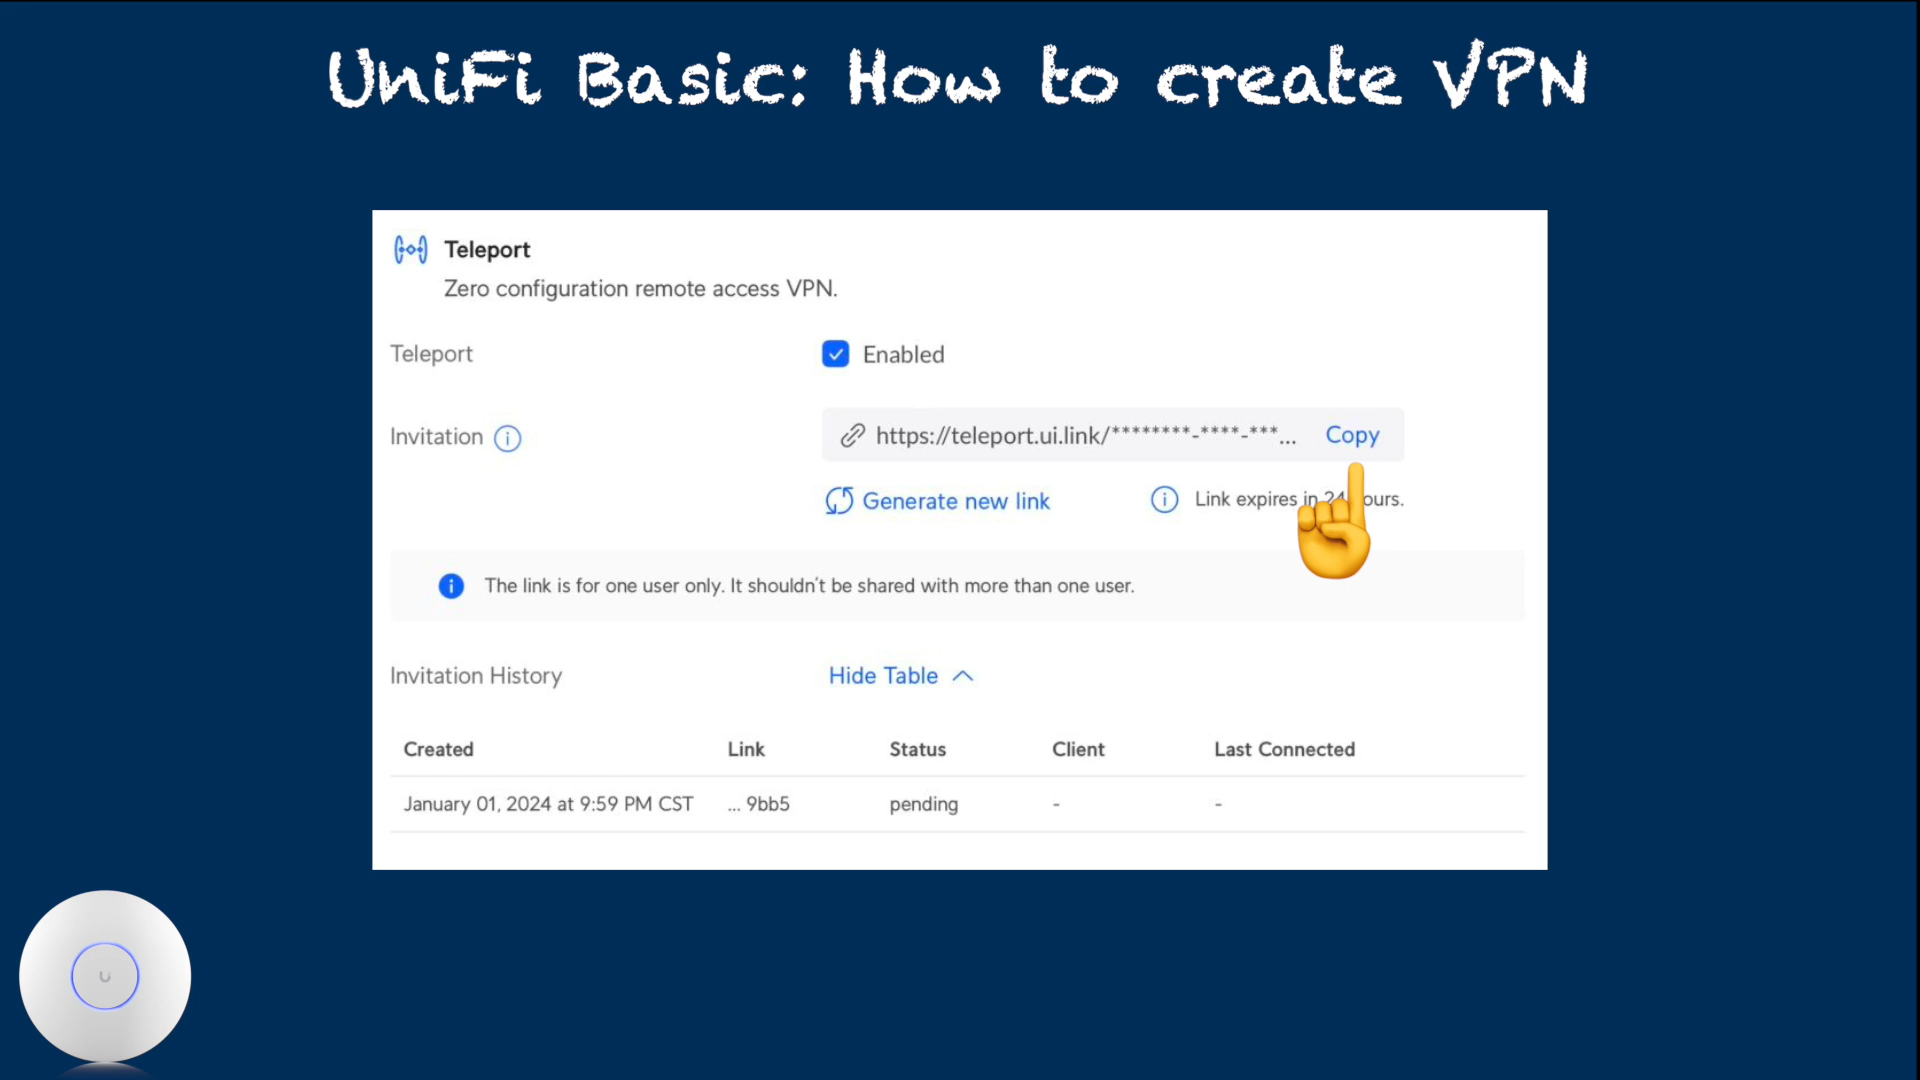 UniFi Basic: How to create VPN
Teleport
Zero configuration remote access VPN.
Teleport Enabled
Invitation https://teleport.ui.link/********-****-***... Copy
Generate new link Link expires in 24 ours.
The link is for one user only. It shouldn't be shared with more than one user.
Invitation History Hide Table
Created Link Status Client Last Connected
January 01, 2024 at 9:59 PM CST ... 9bb5 pending - -